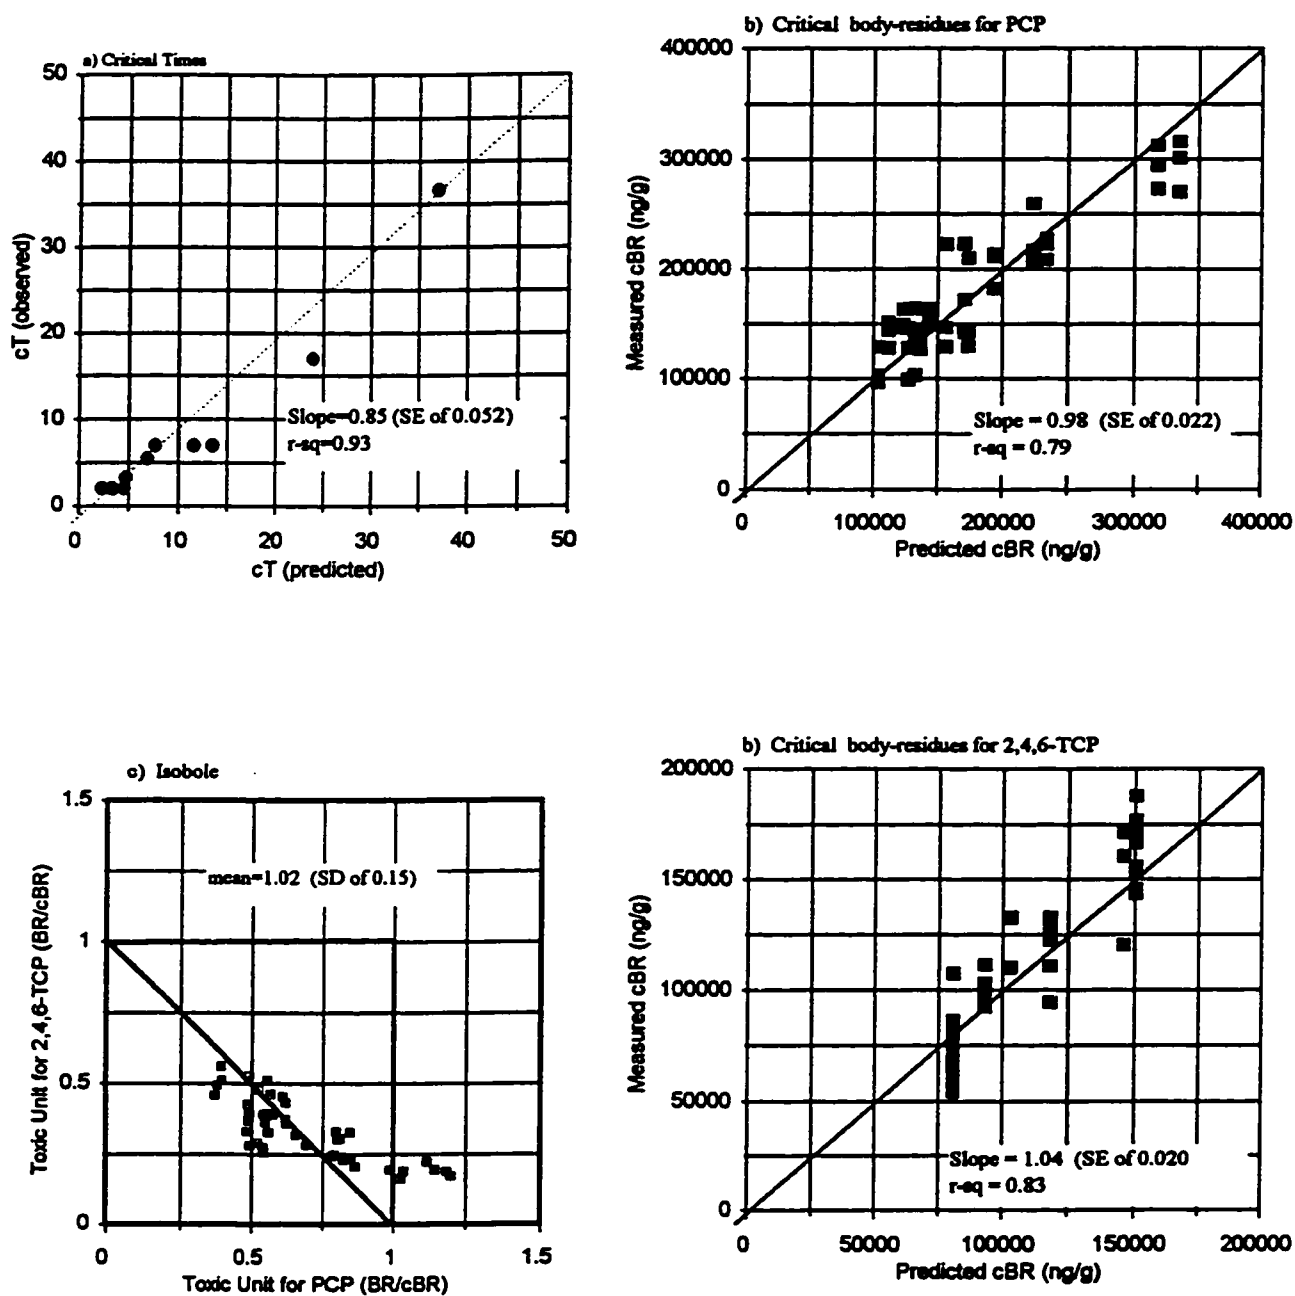 a) Critical Times
50
40
30
20
10
0
cT (observed)
Slope=0.85 (SE of 0.052)
r-sq=0.93
0 10 20 30 40 50
cT (predicted)
b) Critical body-residues for PCP
400000
300000
200000
100000
0
Measured cBR (ng/g)
Slope = 0.98 (SE of 0.022)
r-sq = 0.79
0 100000 200000 300000 400000
Predicted cBR (ng/g)
c) Isobole
1.5
1
0.5
0
Toxic Unit for 2,4,6-TCP (BR/cBR)
mean=1.02 (SD of 0.15)
0 0.5 1 1.5
Toxic Unit for PCP (BR/cBR)
b) Critical body-residues for 2,4,6-TCP
200000
150000
100000
50000
0
Measured cBR (ng/g)
Slope = 1.04 (SE of 0.020
r-sq = 0.83
0 50000 100000 150000 200000
Predicted cBR (ng/g)